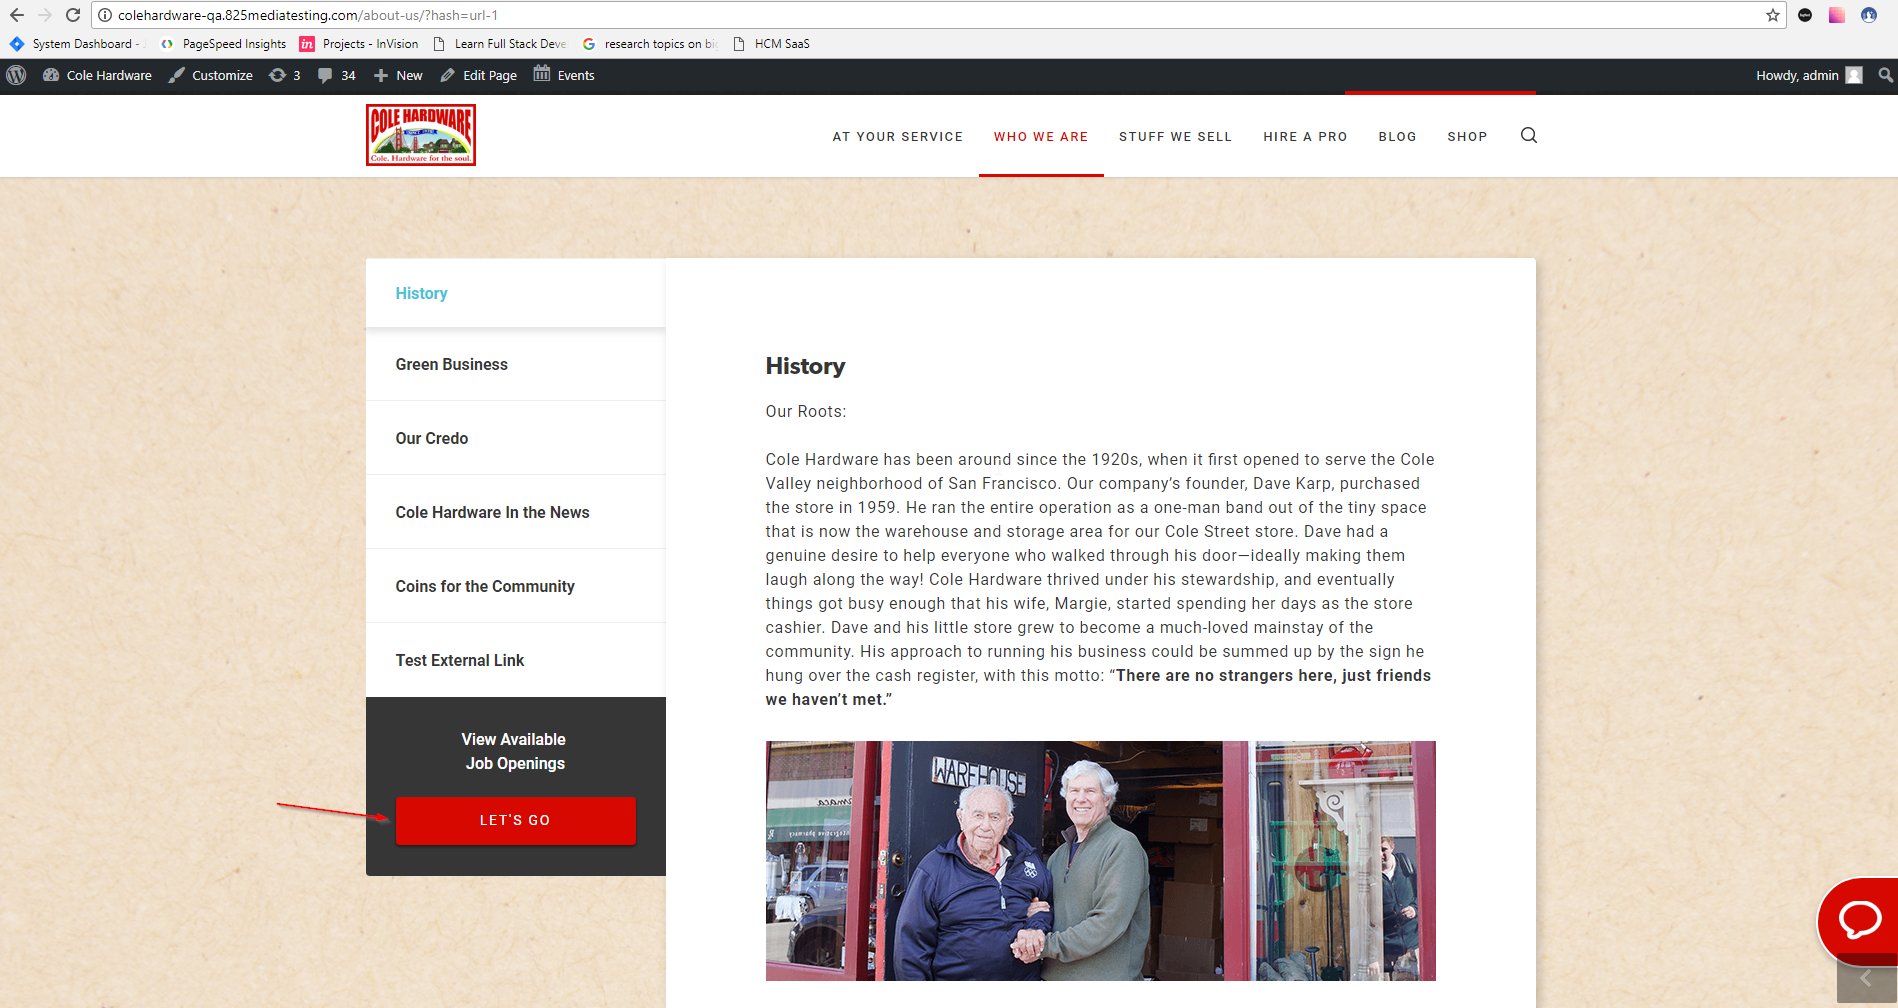 colehardware-qa.825mediatesting.com/about-us/?hash=url-1
System Dashboard - PageSpeed Insights in Projects - InVision Learn Full Stack Deve research topics on bi HCM SaaS
Cole Hardware Customize 3 34 + New Edit Page Events Howdy, admin
COLE HARDWARE
Cole. Hardware for the soul.
AT YOUR SERVICE WHO WE ARE STUFF WE SELL HIRE A PRO BLOG SHOP
History
Green Business
Our Credo
Cole Hardware In the News
Coins for the Community
Test External Link
View Available
Job Openings
LET'S GO
History
Our Roots:
Cole Hardware has been around since the 1920s, when it first opened to serve the Cole
Valley neighborhood of San Francisco. Our company’s founder, Dave Karp, purchased
the store in 1959. He ran the entire operation as a one-man band out of the tiny space
that is now the warehouse and storage area for our Cole Street store. Dave had a
genuine desire to help everyone who walked through his door—ideally making them
laugh along the way! Cole Hardware thrived under his stewardship, and eventually
things got busy enough that his wife, Margie, started spending her days as the store
cashier. Dave and his little store grew to become a much-loved mainstay of the
community. His approach to running his business could be summed up by the sign he
hung over the cash register, with this motto: “There are no strangers here, just friends
we haven’t met.”
WAREHOUSE